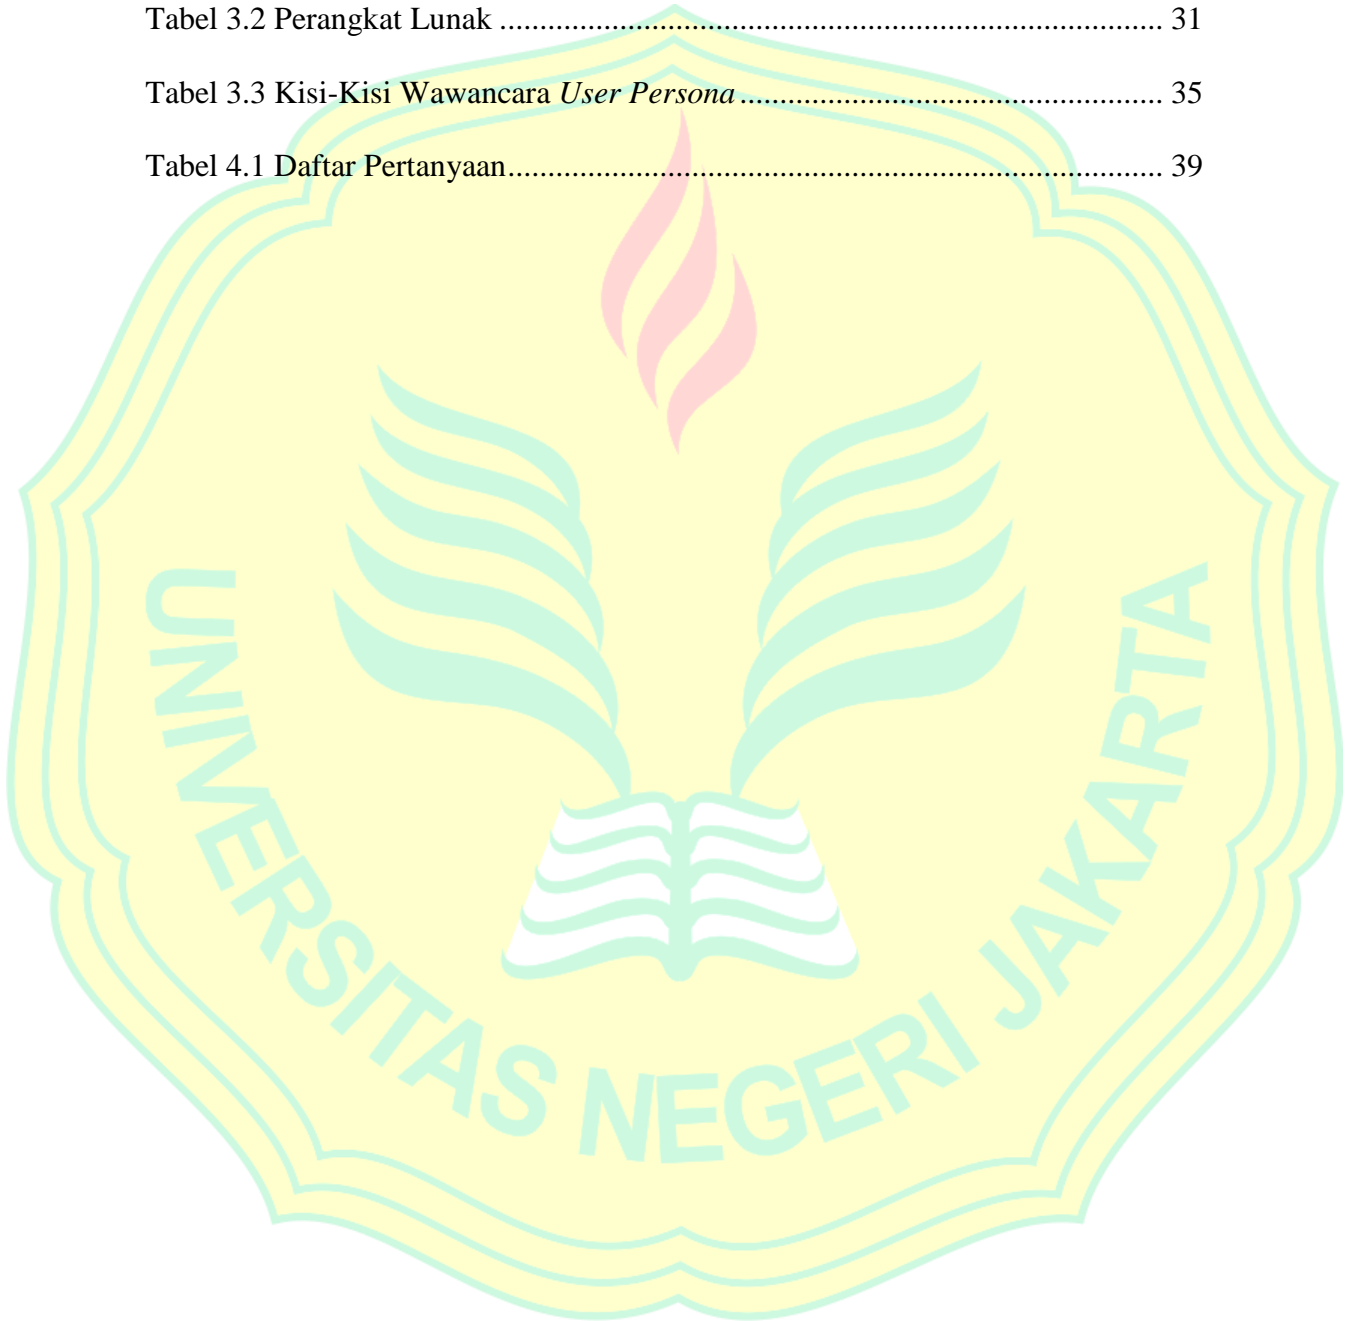 Tabel 3.2 Perangkat Lunak ................................................................................... 31
Tabel 3.3 Kisi-Kisi Wawancara User Persona ..................................................... 35
Tabel 4.1 Daftar Pertanyaan.................................................................................. 39
UNIVERSITAS NEGERI JAKARTA